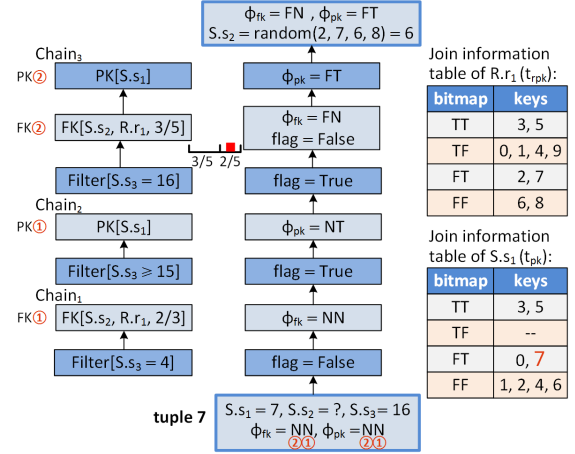 ϕfk = FN , ϕpk = FT
S.s2 = random(2, 7, 6, 8) = 6
Chain3
PK② PK[S.s1]
ϕpk = FT
FK② FK[S.s2, R.r1, 3/5]
ϕfk = FN
flag = False
3/5 2/5
Filter[S.s3 = 16]
flag = True
Chain2
PK① PK[S.s1]
ϕpk = NT
Filter[S.s3 ⩾ 15]
flag = True
Chain1
FK① FK[S.s2, R.r1, 2/3]
ϕfk = NN
Filter[S.s3 = 4]
flag = False
tuple 7
S.s1 = 7, S.s2 = ?, S.s3= 16
ϕfk = NN, ϕpk =NN
②① ②①
Join information
table of R.r1 (trpk):
bitmap keys
TT 3, 5
TF 0, 1, 4, 9
FT 2, 7
FF 6, 8
Join information
table of S.s1 (tpk):
bitmap keys
TT 3, 5
TF --
FT 0, 7
FF 1, 2, 4, 6